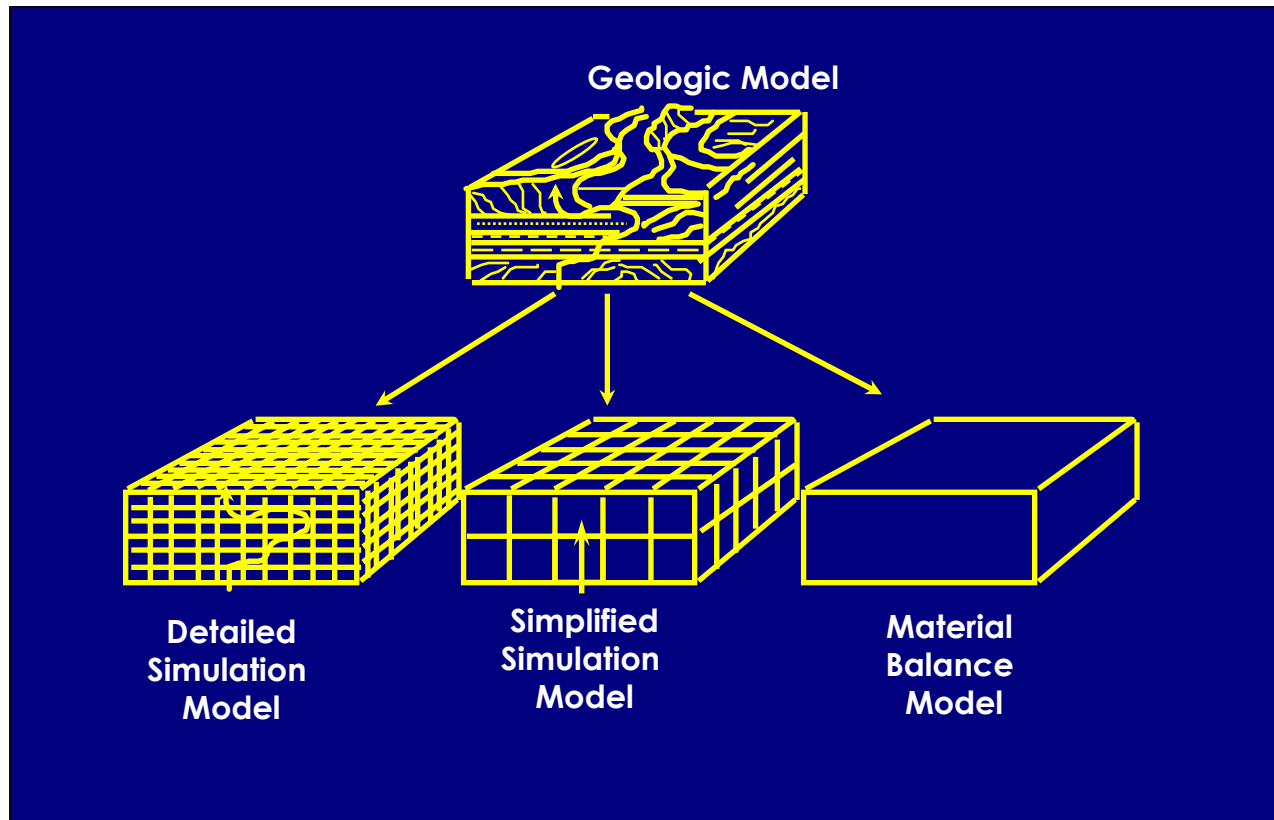 Geologic Model
Detailed
Simulation
Model
Simplified
Simulation
Model
Material
Balance
Model